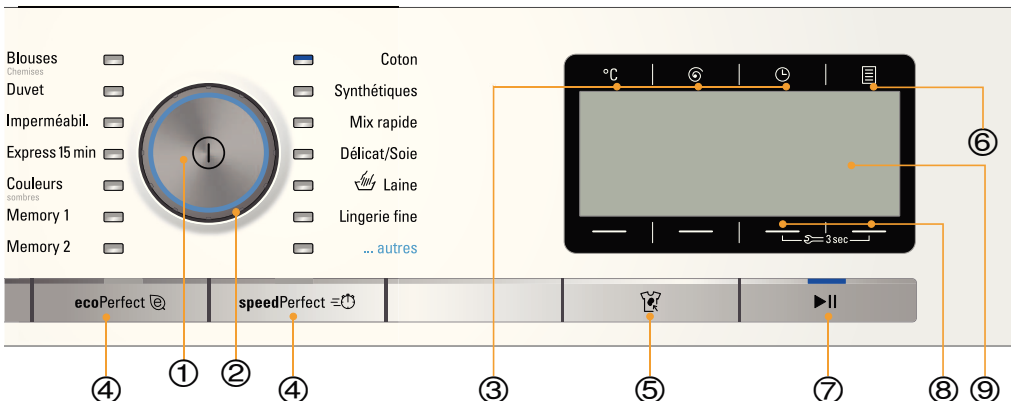 Blouses
Chemises
Duvet
Imperméabil.
Express 15 min
Couleurs
sombres
Memory 1
Memory 2
Coton
Synthétiques
Mix rapide
Délicat/Soie
Laine
Lingerie fine
... autres
°C
3 sec
ecoPerfect
speedPerfect
①
②
③
④
④
⑤
⑥
⑦
⑧
⑨